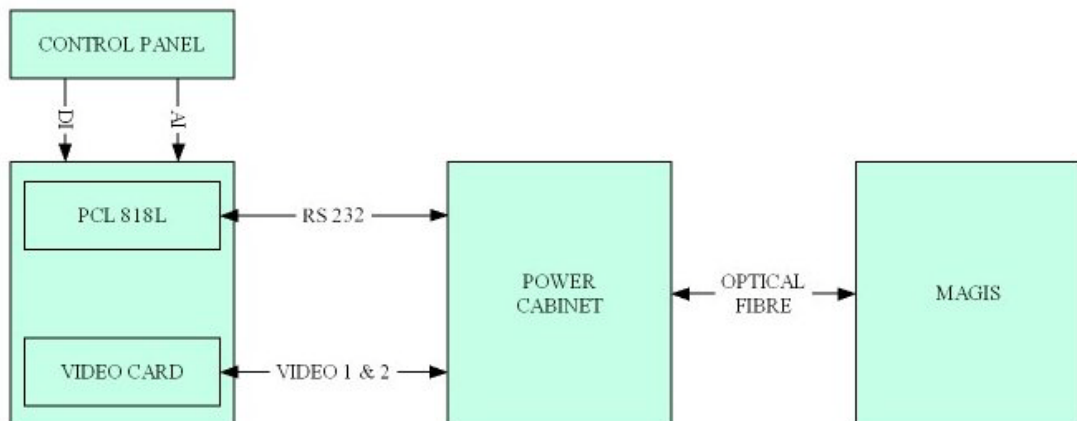 CONTROL PANEL
DI
AI
PCL 818L
RS 232
POWER
CABINET
OPTICAL
FIBRE
MAGIS
VIDEO CARD
VIDEO 1 & 2